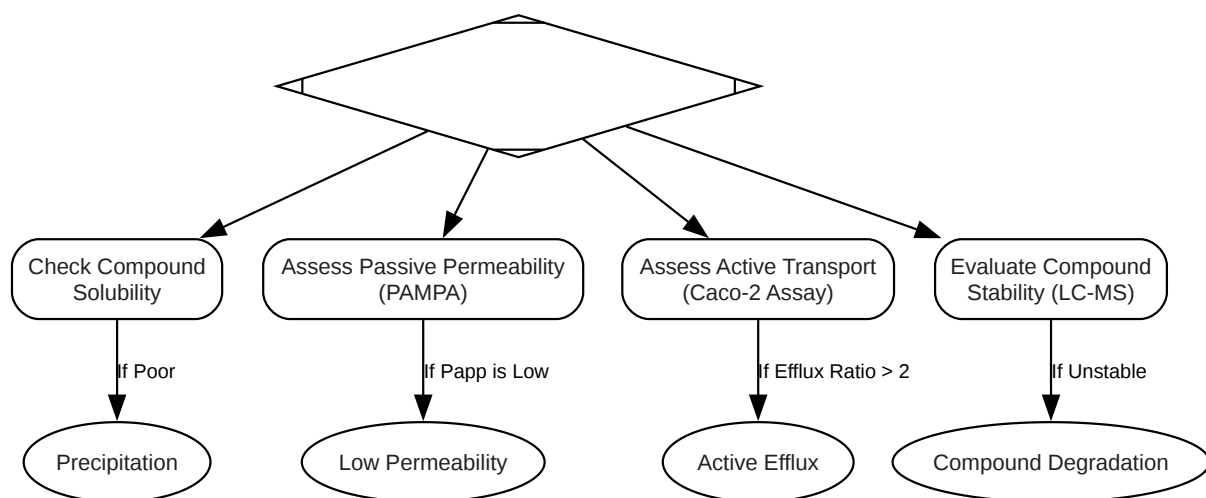 Check Compound
Solubility
Assess Passive Permeability
(PAMPA)
Assess Active Transport
(Caco-2 Assay)
Evaluate Compound
Stability (LC-MS)
If Poor
If Papp is Low
If Efflux Ratio > 2
If Unstable
Precipitation
Low Permeability
Active Efflux
Compound Degradation